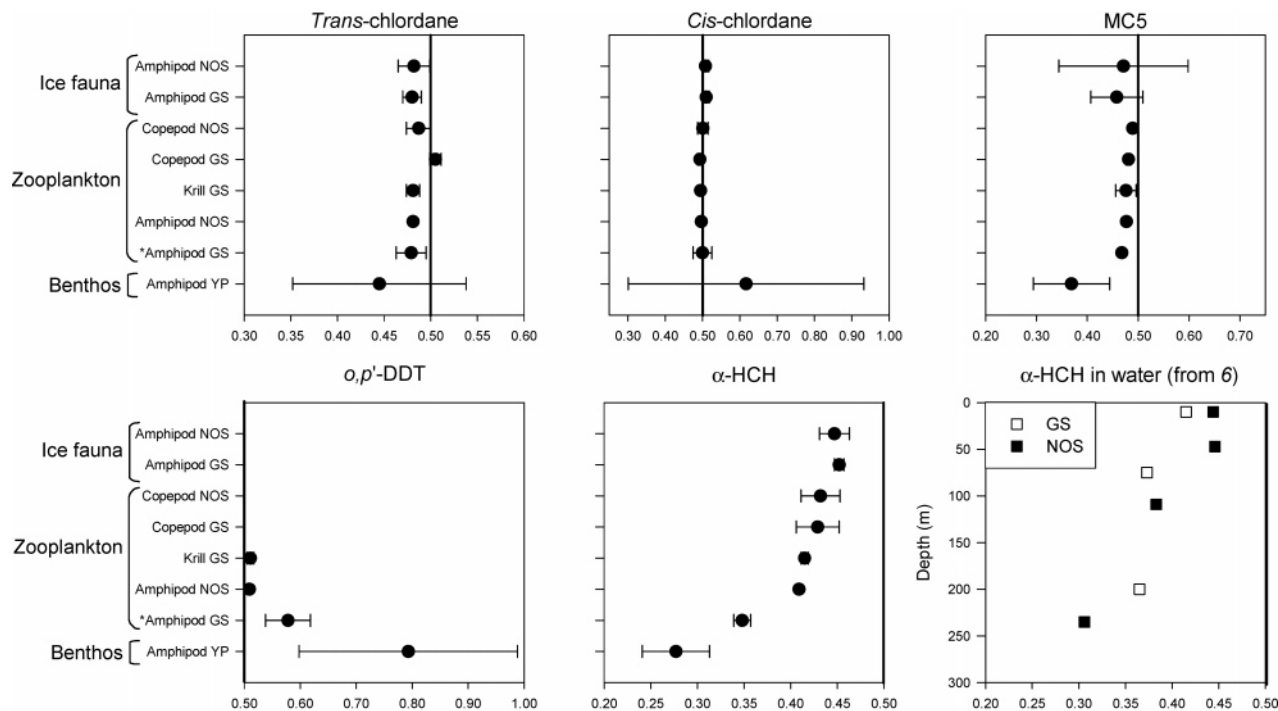 Trans-chlordane
Cis-chlordane
MC5
Ice fauna
Zooplankton
Benthos
Amphipod NOS
Amphipod GS
Copepod NOS
Copepod GS
Krill GS
Amphipod NOS
*Amphipod GS
Amphipod YP
0.30 0.35 0.40 0.45 0.50 0.55 0.60
0.30 0.40 0.50 0.60 0.70 0.80 0.90 1.00
0.20 0.30 0.40 0.50 0.60 0.70
o,p'-DDT
α-HCH
α-HCH in water (from 6)
Ice fauna
Zooplankton
Benthos
Amphipod NOS
Amphipod GS
Copepod NOS
Copepod GS
Krill GS
Amphipod NOS
*Amphipod GS
Amphipod YP
0.50 0.60 0.70 0.80 0.90 1.00
0.20 0.25 0.30 0.35 0.40 0.45 0.50
GS
NOS
Depth (m)
0
50
100
150
200
250
300
0.20 0.25 0.30 0.35 0.40 0.45 0.50